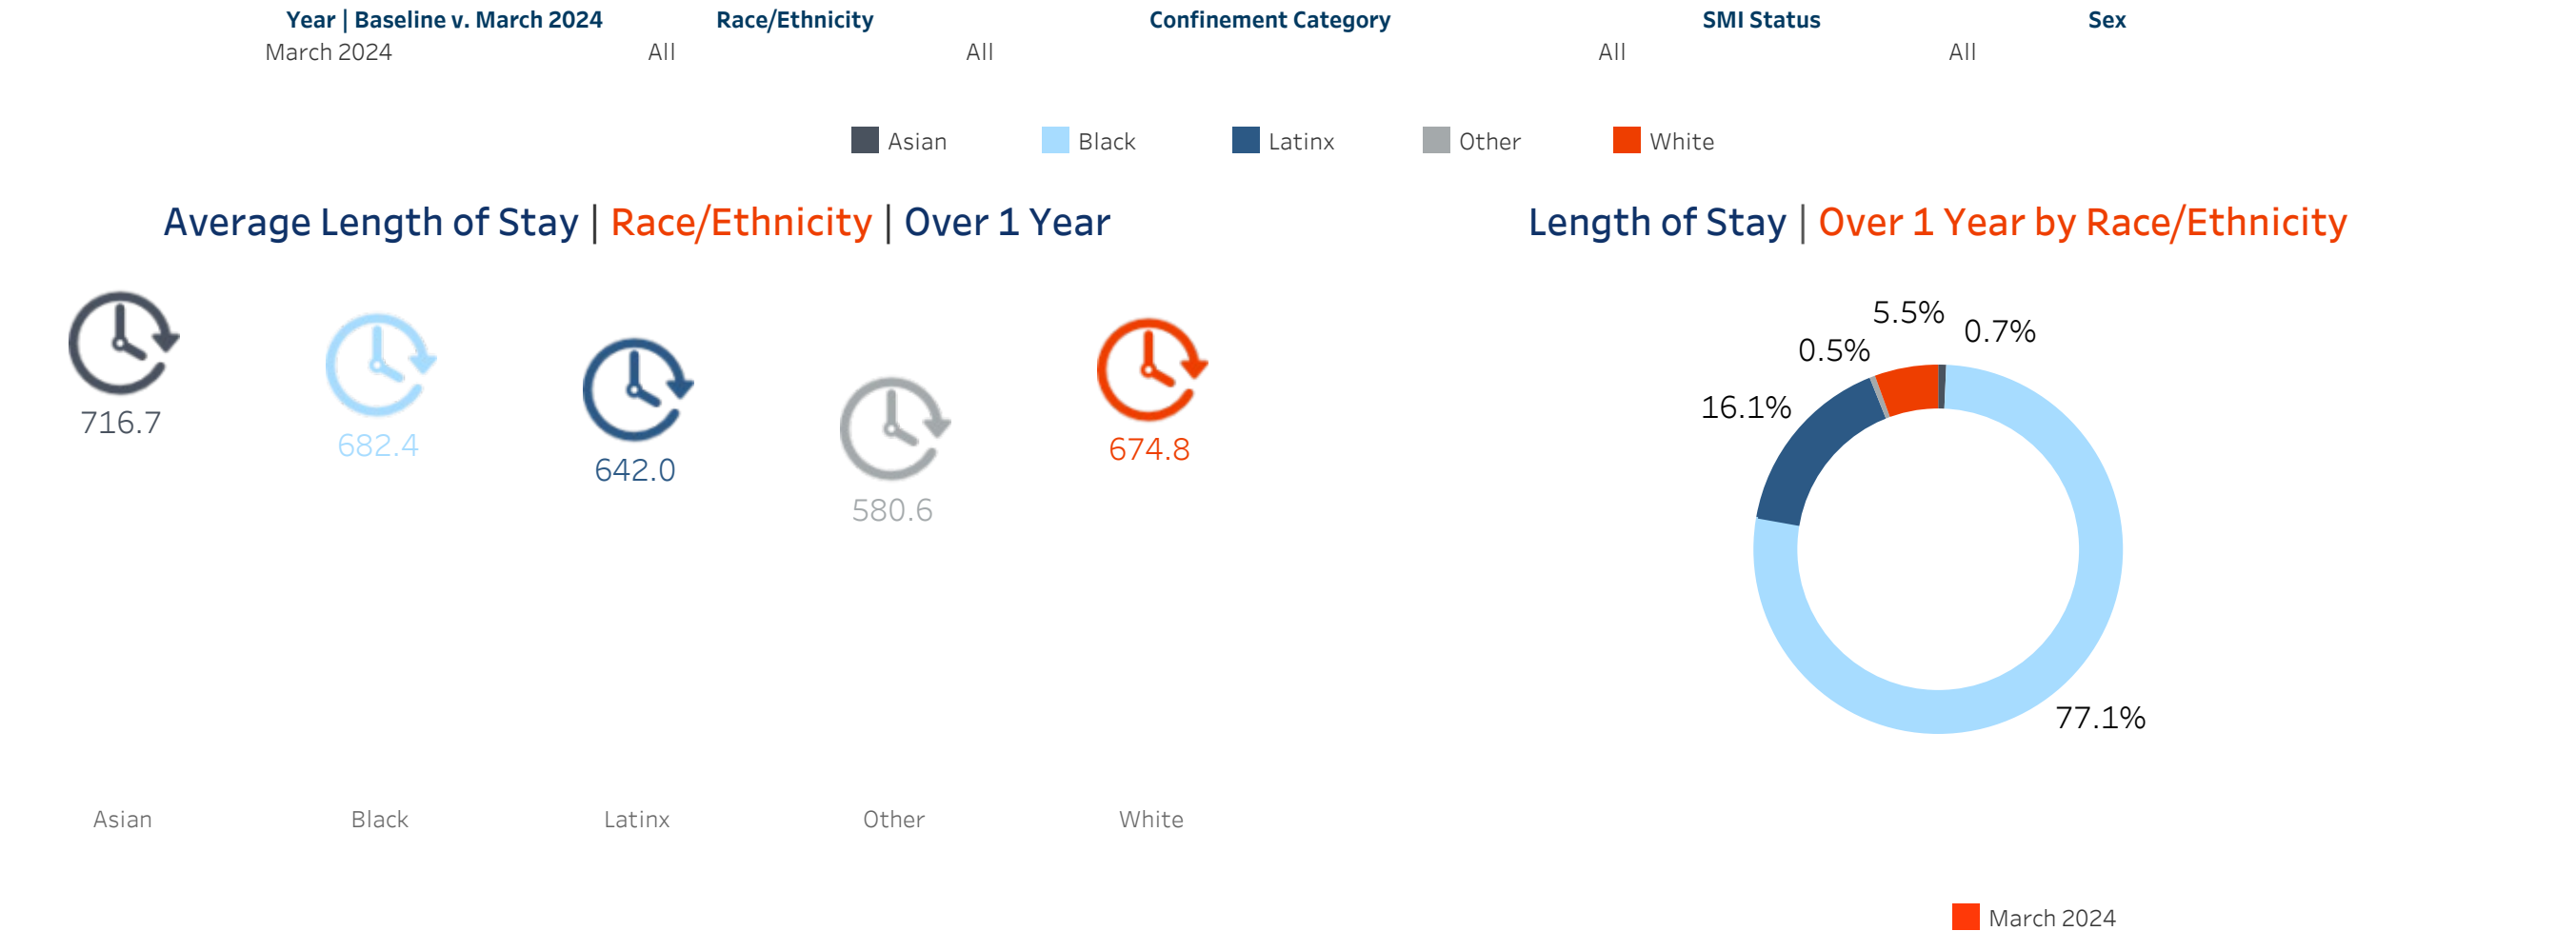 Year | Baseline v. March 2024 Race/Ethnicity Confinement Category SMI Status Sex
March 2024 All All All All
Asian Black Latinx Other White
Average Length of Stay | Race/Ethnicity | Over 1 Year
716.7
682.4
642.0
580.6
674.8
Asian Black Latinx Other White
Length of Stay | Over 1 Year by Race/Ethnicity
5.5%
0.7%
0.5%
16.1%
77.1%
March 2024